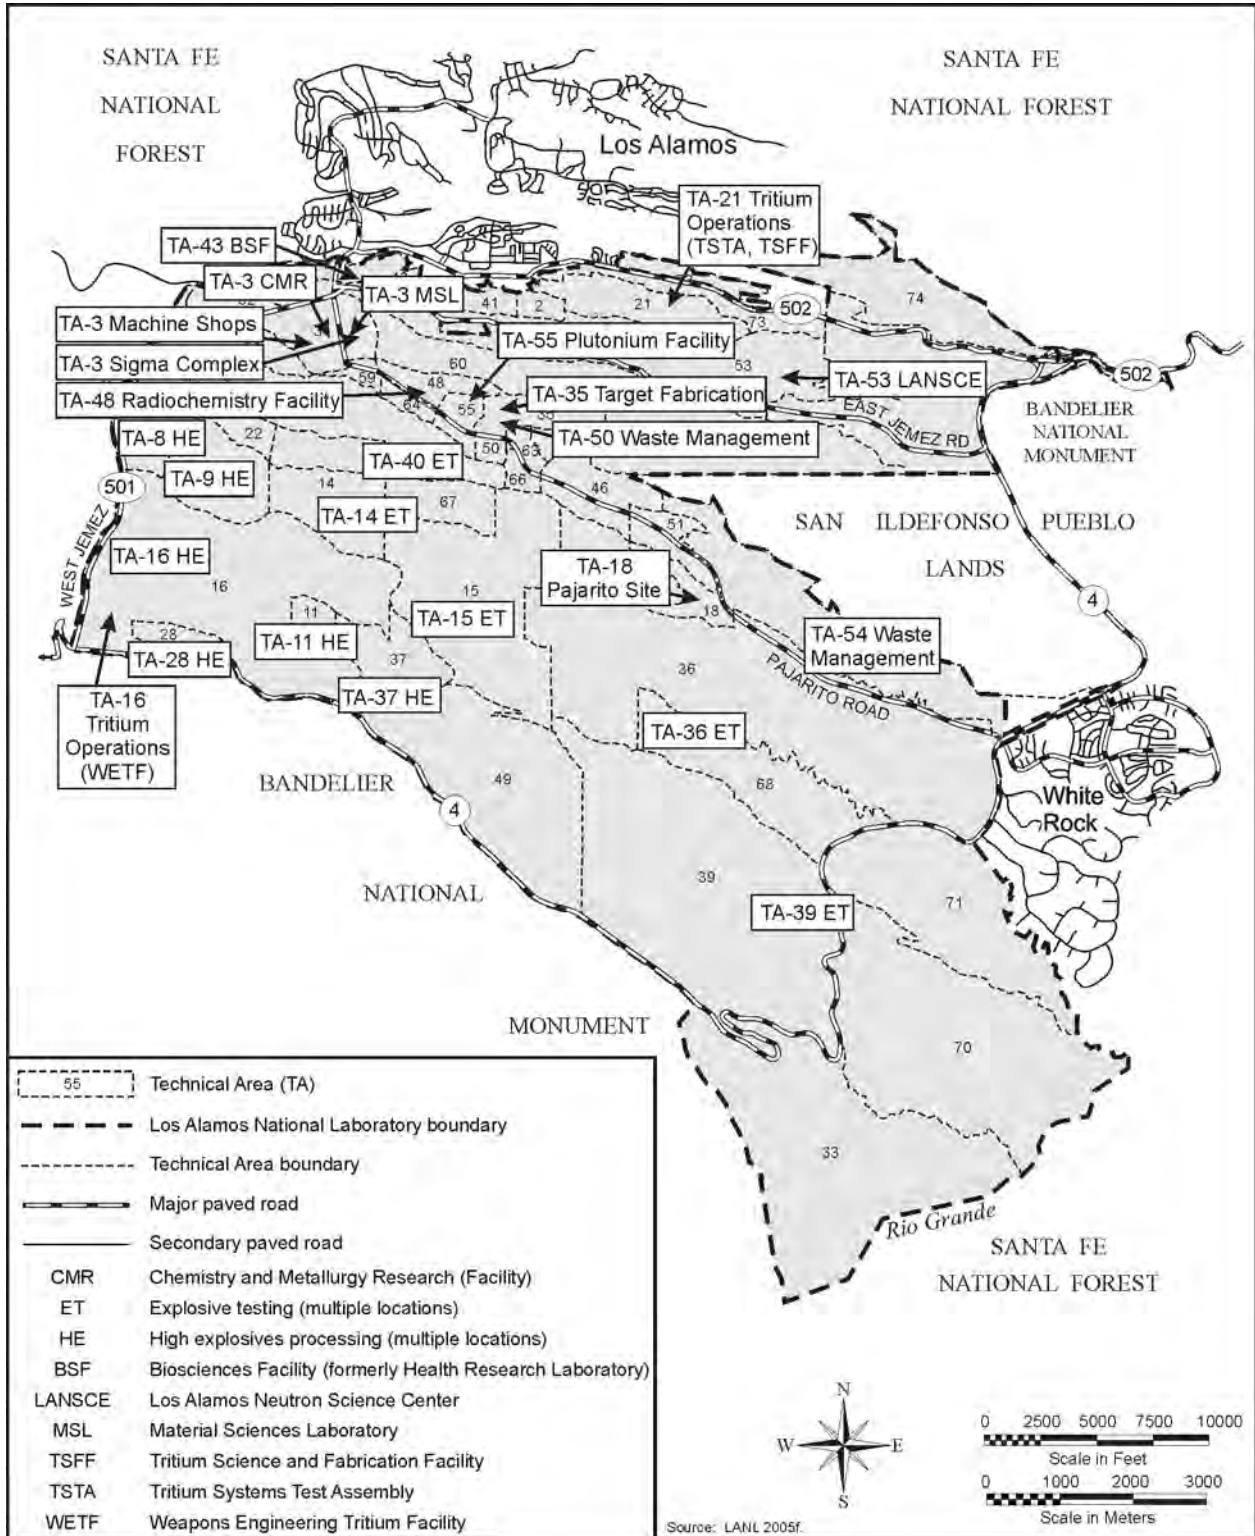 SANTA FE
NATIONAL
FOREST
SANTA FE
NATIONAL FOREST
Los Alamos
TA-21 Tritium
Operations
(TSTA, TSFF)
TA-43 BSF
TA-3 CMR
TA-3 MSL
41
2
21
73
502
74
TA-3 Machine Shops
TA-3 Sigma Complex
TA-48 Radiochemistry Facility
TA-55 Plutonium Facility
60
53
59
48
64
55
TA-35 Target Fabrication
TA-53 LANSCE
502
EAST
JEMEZ RD
BANDELIER
NATIONAL
MONUMENT
TA-50 Waste Management
50
63
66
46
TA-8 HE
22
TA-9 HE
TA-40 ET
501
14
67
TA-14 ET
51
SAN ILDEFONSO PUEBLO
LANDS
WEST JEMEZ
TA-16 HE
16
TA-18
Pajarito Site
18
4
15
TA-15 ET
11
TA-11 HE
28
TA-28 HE
37
TA-37 HE
36
TA-54 Waste
Management
PAJARITO ROAD
TA-16
Tritium
Operations
(WETF)
TA-36 ET
BANDELIER
49
4
68
White
Rock
NATIONAL
39
TA-39 ET
71
MONUMENT
70
33
Rio Grande
SANTA FE
NATIONAL FOREST
55 Technical Area (TA)
Los Alamos National Laboratory boundary
Technical Area boundary
Major paved road
Secondary paved road
CMR Chemistry and Metallurgy Research (Facility)
ET Explosive testing (multiple locations)
HE High explosives processing (multiple locations)
BSF Biosciences Facility (formerly Health Research Laboratory)
LANSCE Los Alamos Neutron Science Center
MSL Material Sciences Laboratory
TSFF Tritium Science and Fabrication Facility
TSTA Tritium Systems Test Assembly
WETF Weapons Engineering Tritium Facility
N
W E
S
0 2500 5000 7500 10000
Scale in Feet
0 1000 2000 3000
Scale in Meters
Source: LANL 2005f.